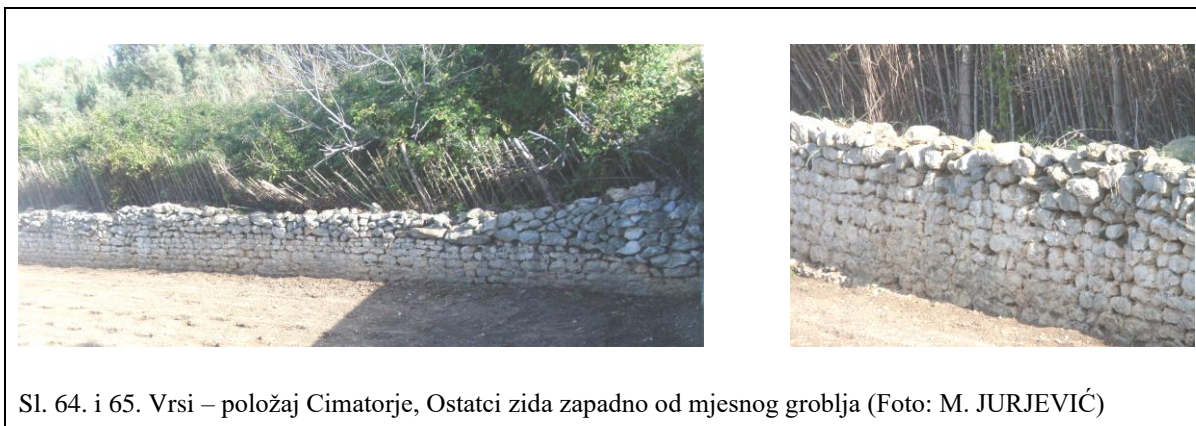 Sl. 64. i 65. Vrsi – položaj Cimatorje, Ostatci zida zapadno od mjesnog groblja (Foto: M. JURJEVIĆ)